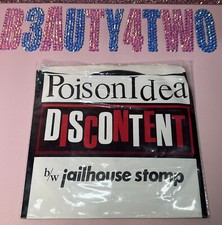 B3AUTY4TWO
PoisonIdea
DISCONTENT
b/w jailhouse stomp